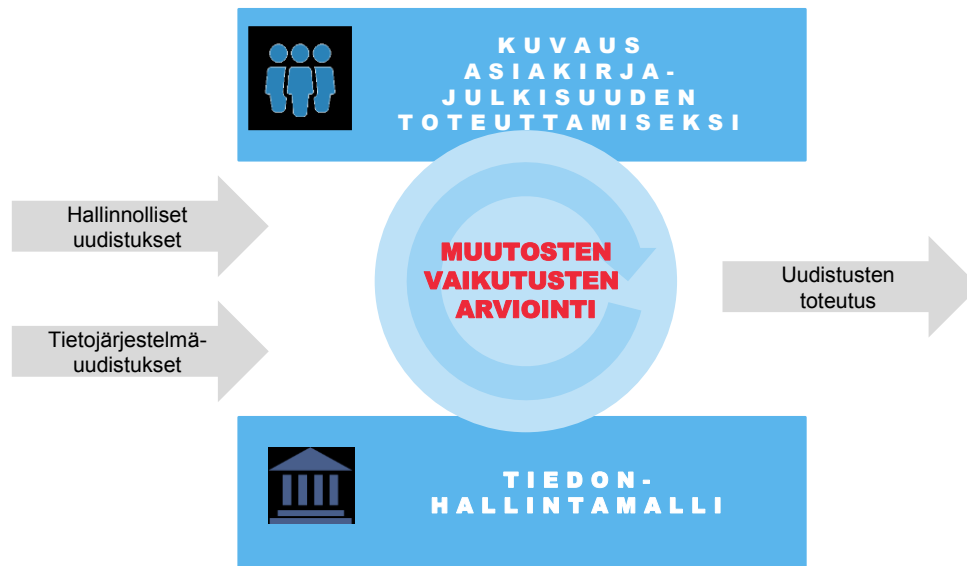 KUVAUS
ASIAKIRJA-
JULKISUUDEN
TOTEUTTAMISEKSI
Hallinnolliset
uudistukset
Tietojärjestelmä-
uudistukset
MUUTOSTEN
VAIKUTUSTEN
ARVIOINTI
Uudistusten
toteutus
TIEDON-
HALLINTAMALLI